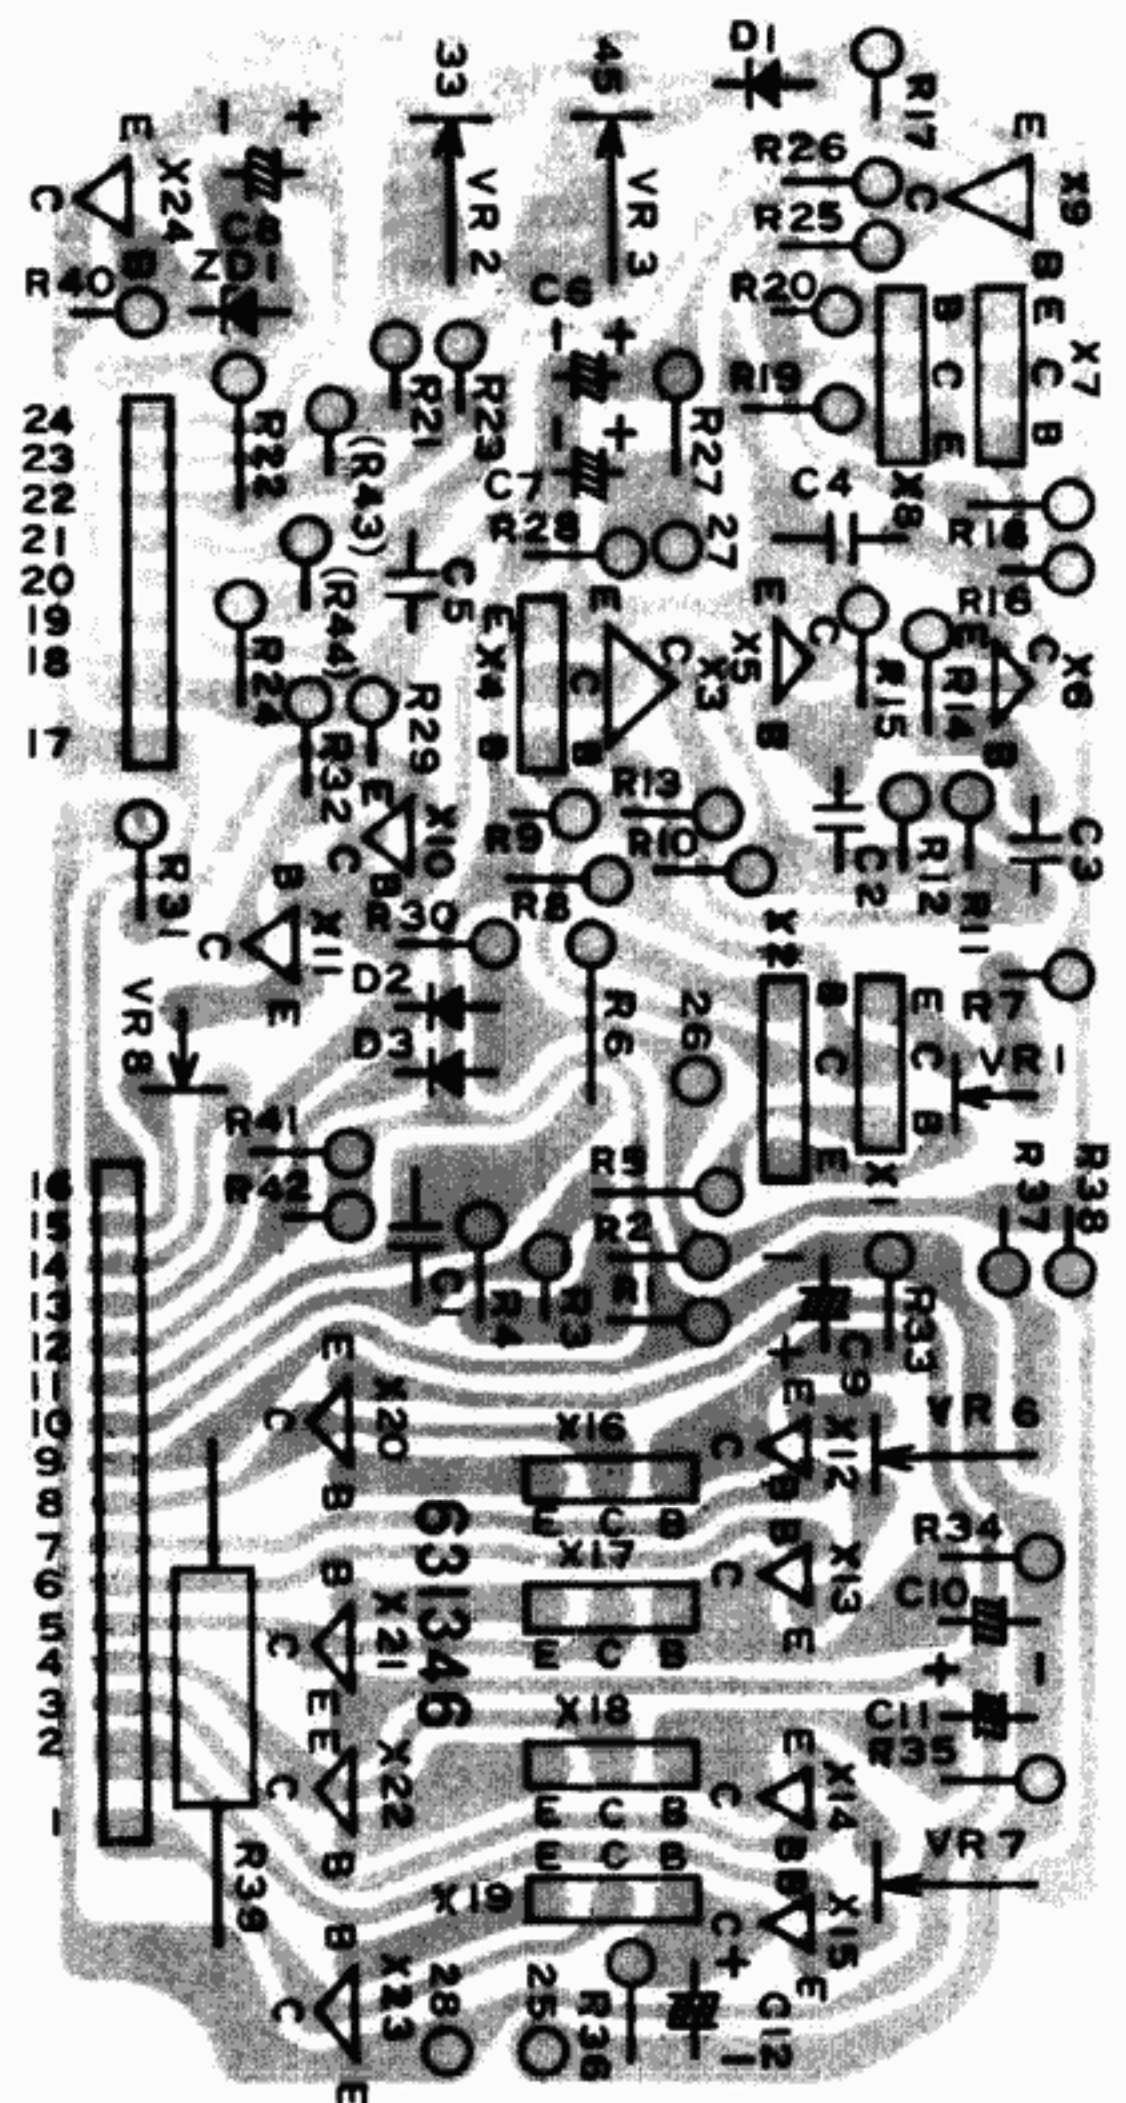 D1
33
45
R17
E
- +
E
R26
C
X24
VR 2
VR 3
C
X9
R25
C8
B
R40
ZD1
C6
R20
B
B
E
- +
X7
R19
C
C
R21
R23
- +
E
B
24
R22
(R43)
R27
23
C7
C4
X8
22
R28
27
R18
21
20
C5
E
E
E
R16
19
(R44)
C
X5
C
E
C
18
R24
X4
C
X3
R15
R14
X6
17
R29
B
B
B
B
R32
R13
E
R9
R10
C3
C
X10
C2
R12
R31
B
B
R8
R11
R30
X2
C
X11
D2
E
R6
26
B
E
R7
VR 8
D3
C
C
VR 1
B
R41
R5
E
X1
R37
R38
16
R42
15
R2
14
-
C1
R4
R3
R1
R33
13
C9
12
E
+
11
E
C
X20
X16
VR 6
10
C
X12
9
B
B
8
E C B
R34
7
B
X17
B
C
X13
6
C10
5
X21
C
E C B
E
4
+ -
3
E
X18
C11
2
E
E
R35
C
X22
C
X14
1
E C B
B
VR 7
B
E C B
B
R39
X19
X15
B
C
+
E
C
X23
28
25
R36
C12
-
E
631346